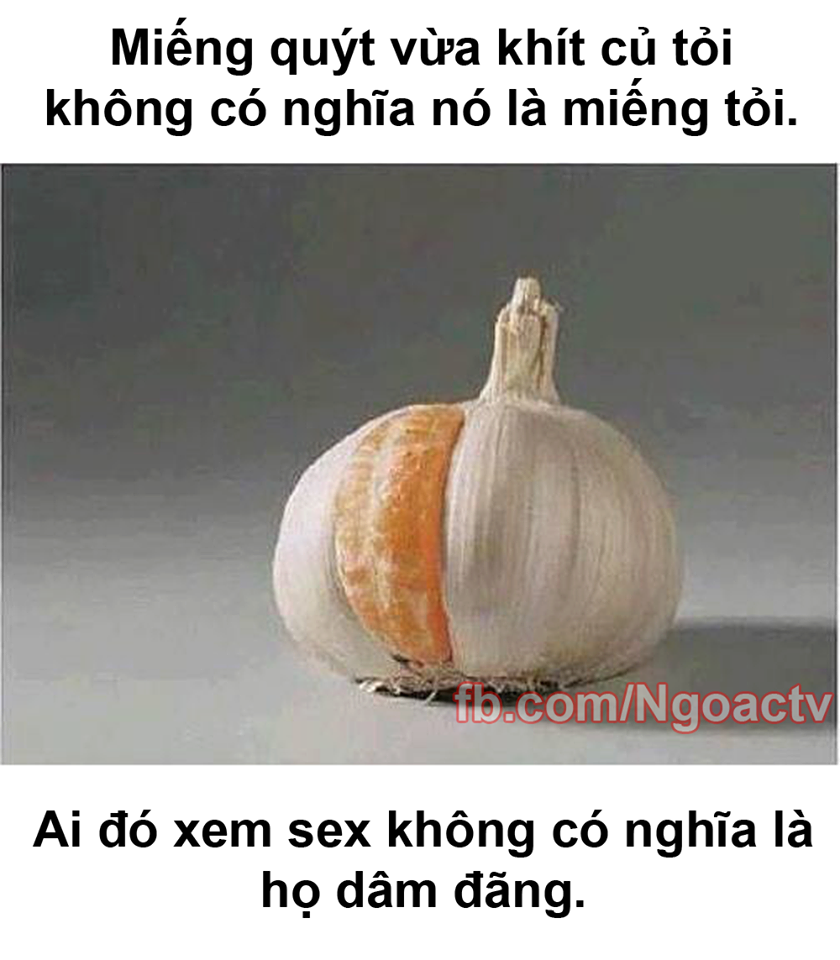 Miếng quýt vừa khít củ tỏi
không có nghĩa nó là miếng tỏi.
fb.com/Ngoactv
Ai đó xem sex không có nghĩa là
họ dâm đãng.